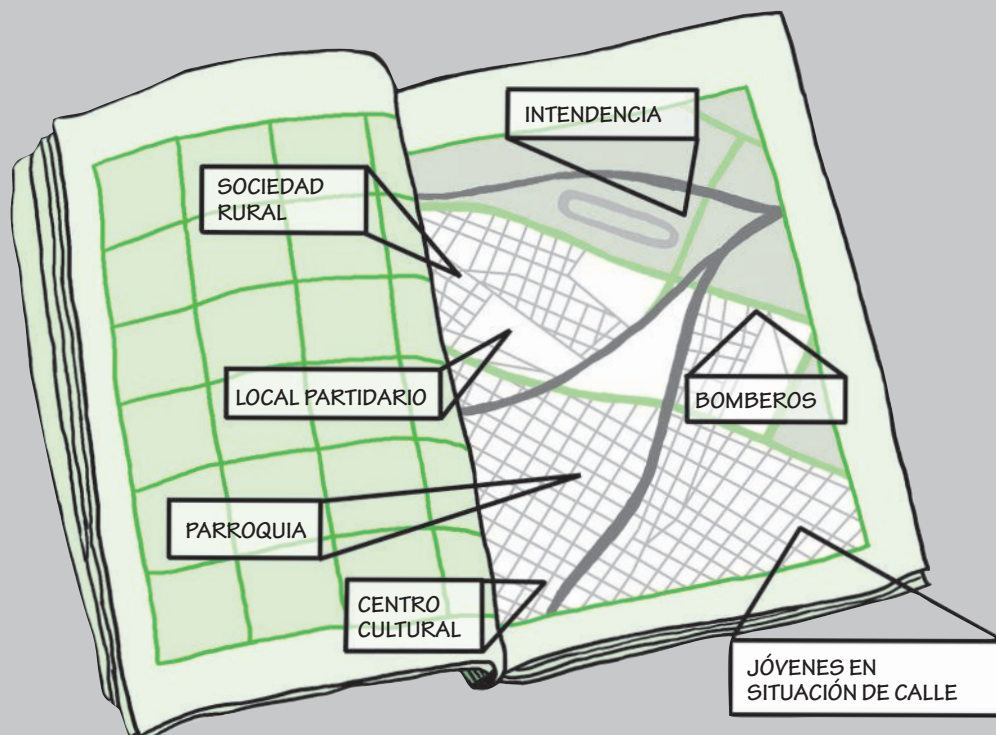 INTENDENCIA
SOCIEDAD
RURAL
LOCAL PARTIDARIO
BOMBEROS
PARROQUIA
CENTRO
CULTURAL
JÓVENES EN
SITUACIÓN DE CALLE